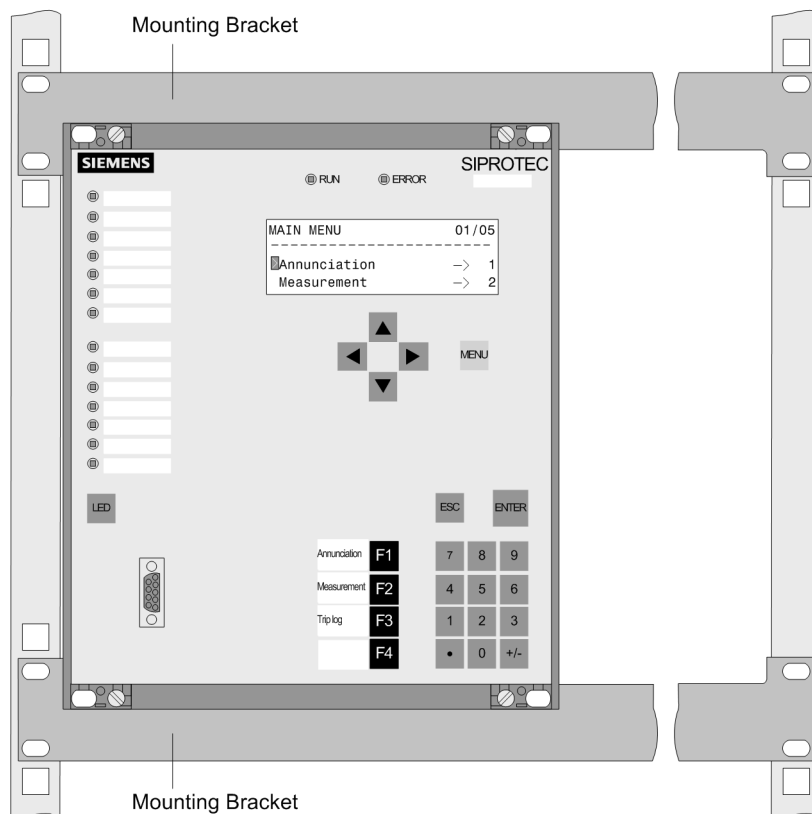 Mounting Bracket
SIEMENS
SIPROTEC
RUN
ERROR
MAIN MENU 01/05
--------------------
Annunciation –> 1
Measurement –> 2
MENU
LED
ESC
ENTER
Annunciation F1
7 8 9
Measurement F2
4 5 6
Trip log F3
1 2 3
F4
• 0 +/-
Mounting Bracket